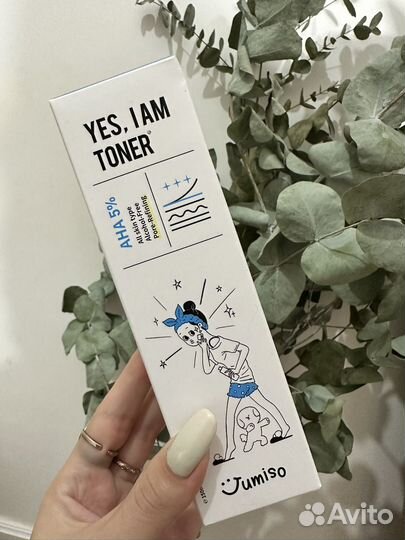 YES, I AM
TONER
AHA 5%
All skin type
Alcohol-Free
Pore-Refining
Jumiso
Avito